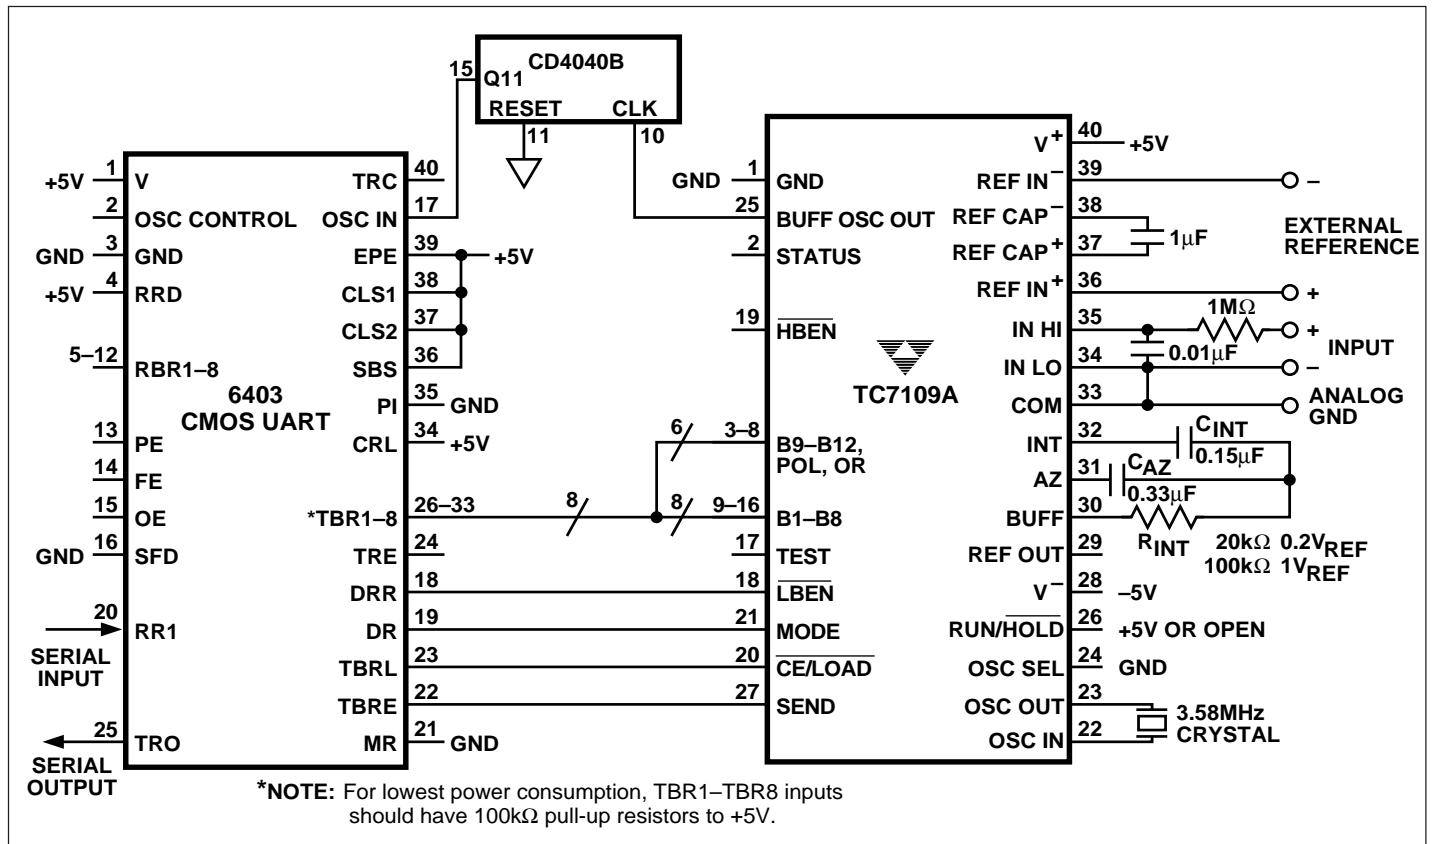 CD4040B
15 Q11
RESET CLK
11 10
6403
CMOS UART
+5V 1 V
2 OSC CONTROL
GND 3 GND
+5V 4 RRD
5–12 RBR1–8
13 PE
14 FE
15 OE
GND 16 SFD
20 RR1
SERIAL
INPUT
25 TRO
SERIAL
OUTPUT
TRC 40
OSC IN 17
EPE 39 +5V
CLS1 38
CLS2 37
SBS 36
PI 35 GND
CRL 34 +5V
*TBR1–8 26–33 8
TRE 24
DRR 18
DR 19
TBRL 23
TBRE 22
MR 21 GND
TC7109A
GND 1 GND
25 BUFF OSC OUT
2 STATUS
19 HBEN
6 3–8 B9–B12,
POL, OR
8 9–16 B1–B8
17 TEST
18 LBEN
21 MODE
20 CE/LOAD
27 SEND
V+ 40 +5V
REF IN– 39 –
REF CAP– 38
1µF
REF CAP+ 37
EXTERNAL
REFERENCE
REF IN+ 36 +
IN HI 35 1MΩ +
0.01µF
INPUT
IN LO 34 –
COM 33 ANALOG
GND
INT 32 CINT
0.15µF
AZ 31 CAZ
0.33µF
BUFF 30
RINT 20kΩ 0.2VREF
100kΩ 1VREF
REF OUT 29
V– 28 –5V
RUN/HOLD 26 +5V OR OPEN
OSC SEL 24 GND
OSC OUT 23
3.58MHz
CRYSTAL
OSC IN 22
*NOTE: For lowest power consumption, TBR1–TBR8 inputs
should have 100kΩ pull-up resistors to +5V.